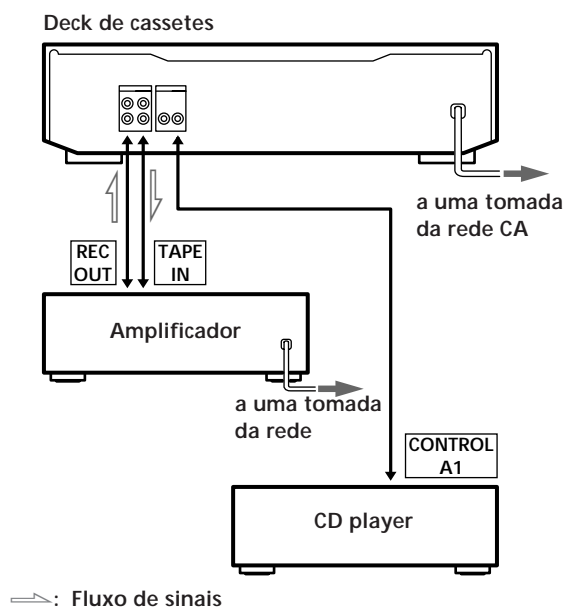 Deck de cassetes
a uma tomada
da rede CA
REC
OUT
TAPE
IN
Amplificador
a uma tomada
da rede
CONTROL
A1
CD player
: Fluxo de sinais